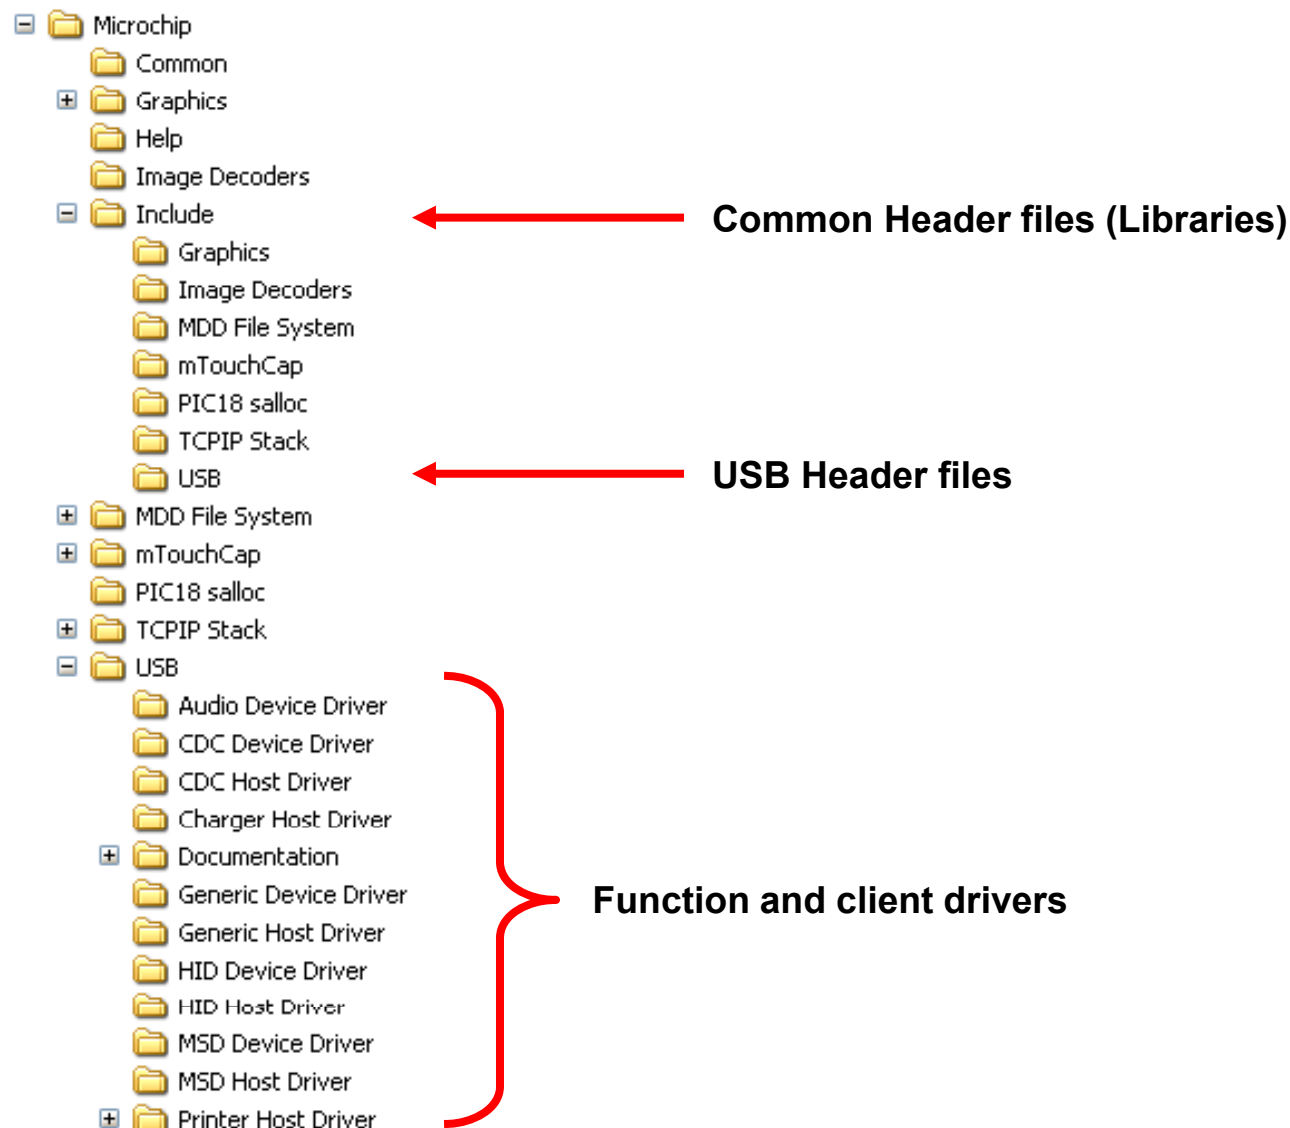 Microchip
Common
Graphics
Help
Image Decoders
Include
Common Header files (Libraries)
Graphics
Image Decoders
MDD File System
mTouchCap
PIC18 salloc
TCPIP Stack
USB
USB Header files
MDD File System
mTouchCap
PIC18 salloc
TCPIP Stack
USB
Audio Device Driver
CDC Device Driver
CDC Host Driver
Charger Host Driver
Documentation
Generic Device Driver
Function and client drivers
Generic Host Driver
HID Device Driver
HID Host Driver
MSD Device Driver
MSD Host Driver
Printer Host Driver